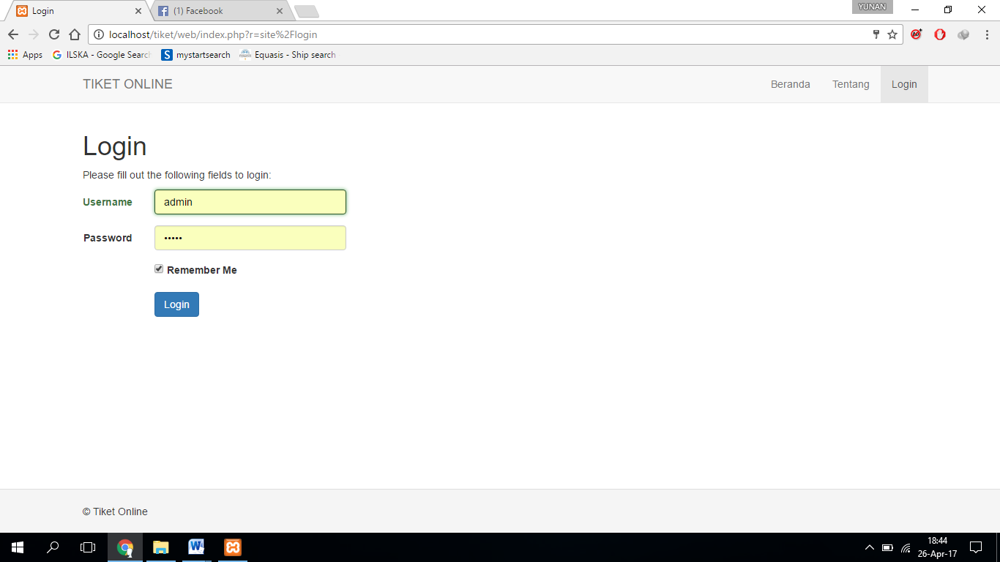 Login
(1) Facebook
YUNAN
localhost/tiket/web/index.php?r=site%2Flogin
Apps
ILSKA - Google Search
mystartsearch
Equasis - Ship search
TIKET ONLINE
Beranda
Tentang
Login
Login
Please fill out the following fields to login:
Username
admin
Password
•••••
Remember Me
Login
© Tiket Online
18:44
26-Apr-17